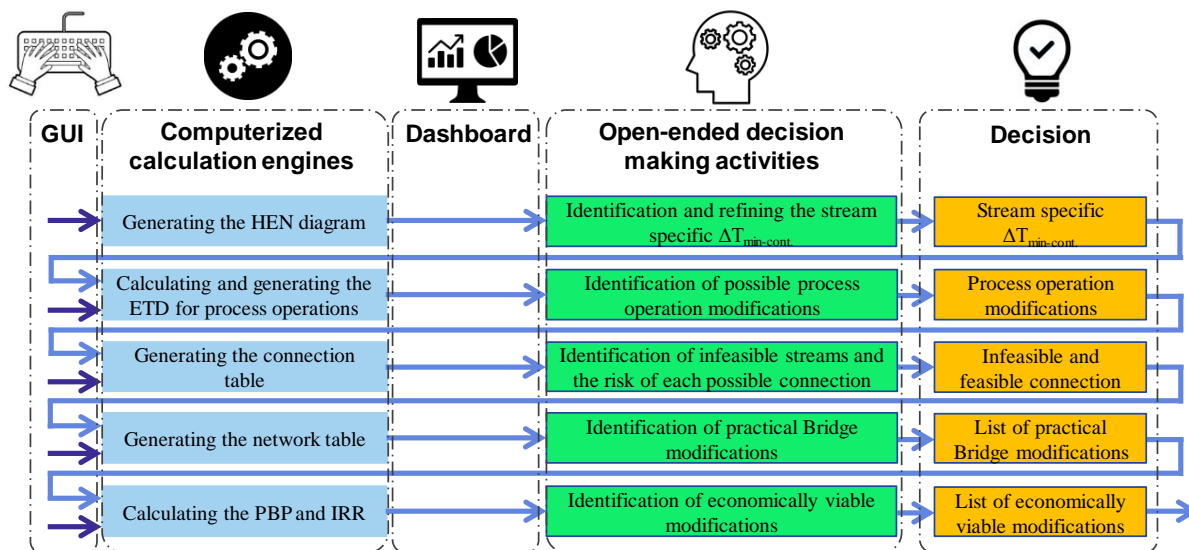 GUI
Computerized
calculation engines
Dashboard
Open-ended decision
making activities
Decision
Generating the HEN diagram
Identification and refining the stream
specific ΔTmin-cont.
Stream specific
ΔTmin-cont.
Calculating and generating the
ETD for process operations
Identification of possible process
operation modifications
Process operation
modifications
Generating the connection
table
Identification of infeasible streams and
the risk of each possible connection
Infeasible and
feasible connection
Generating the network table
Identification of practical Bridge
modifications
List of practical
Bridge modifications
Calculating the PBP and IRR
Identification of economically viable
modifications
List of economically
viable modifications